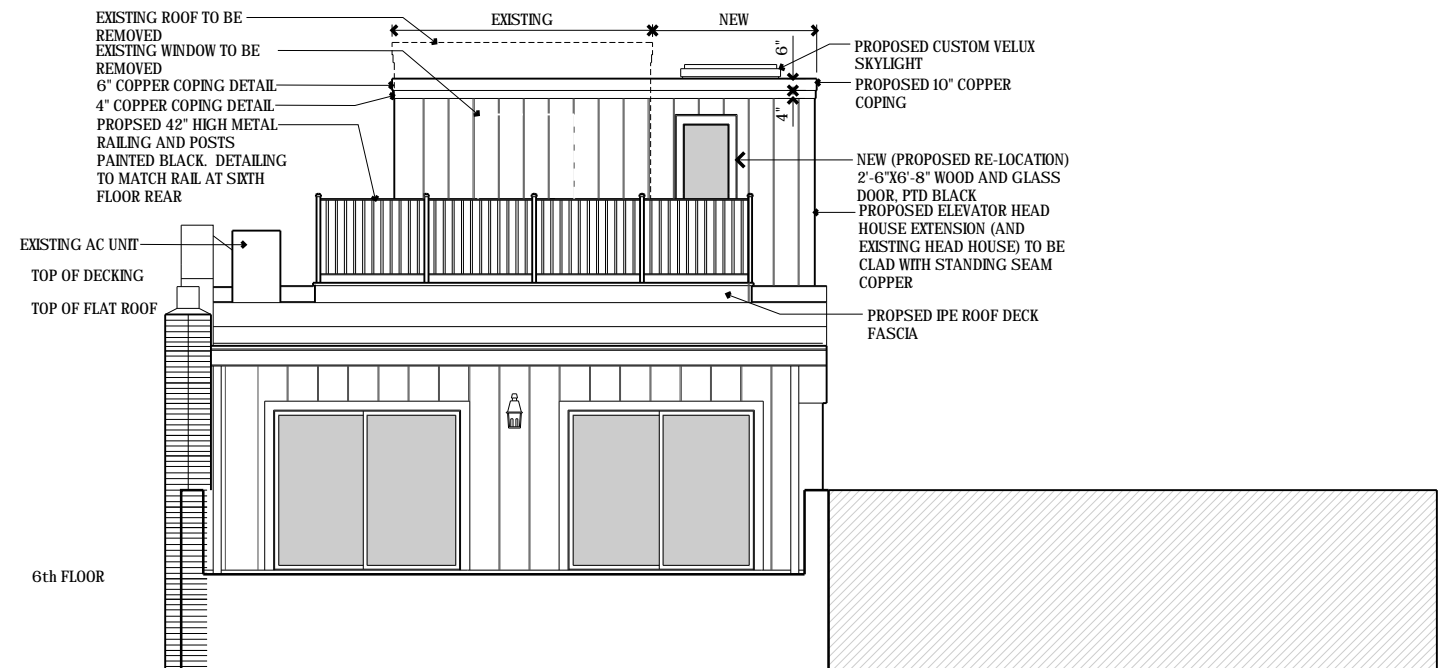 EXISTING ROOF TO BE
REMOVED
EXISTING WINDOW TO BE
REMOVED
6" COPPER COPING DETAIL
4" COPPER COPING DETAIL
PROPSED 42" HIGH METAL
RAILING AND POSTS
PAINTED BLACK. DETAILING
TO MATCH RAIL AT SIXTH
FLOOR REAR
EXISTING AC UNIT
TOP OF DECKING
TOP OF FLAT ROOF
6th FLOOR
EXISTING
NEW
6"
4"
PROPOSED CUSTOM VELUX
SKYLIGHT
PROPOSED 10" COPPER
COPING
NEW (PROPOSED RE-LOCATION)
2'-6"X6'-8" WOOD AND GLASS
DOOR, PTD BLACK
PROPOSED ELEVATOR HEAD
HOUSE EXTENSION (AND
EXISTING HEAD HOUSE) TO BE
CLAD WITH STANDING SEAM
COPPER
PROPSED IPE ROOF DECK
FASCIA